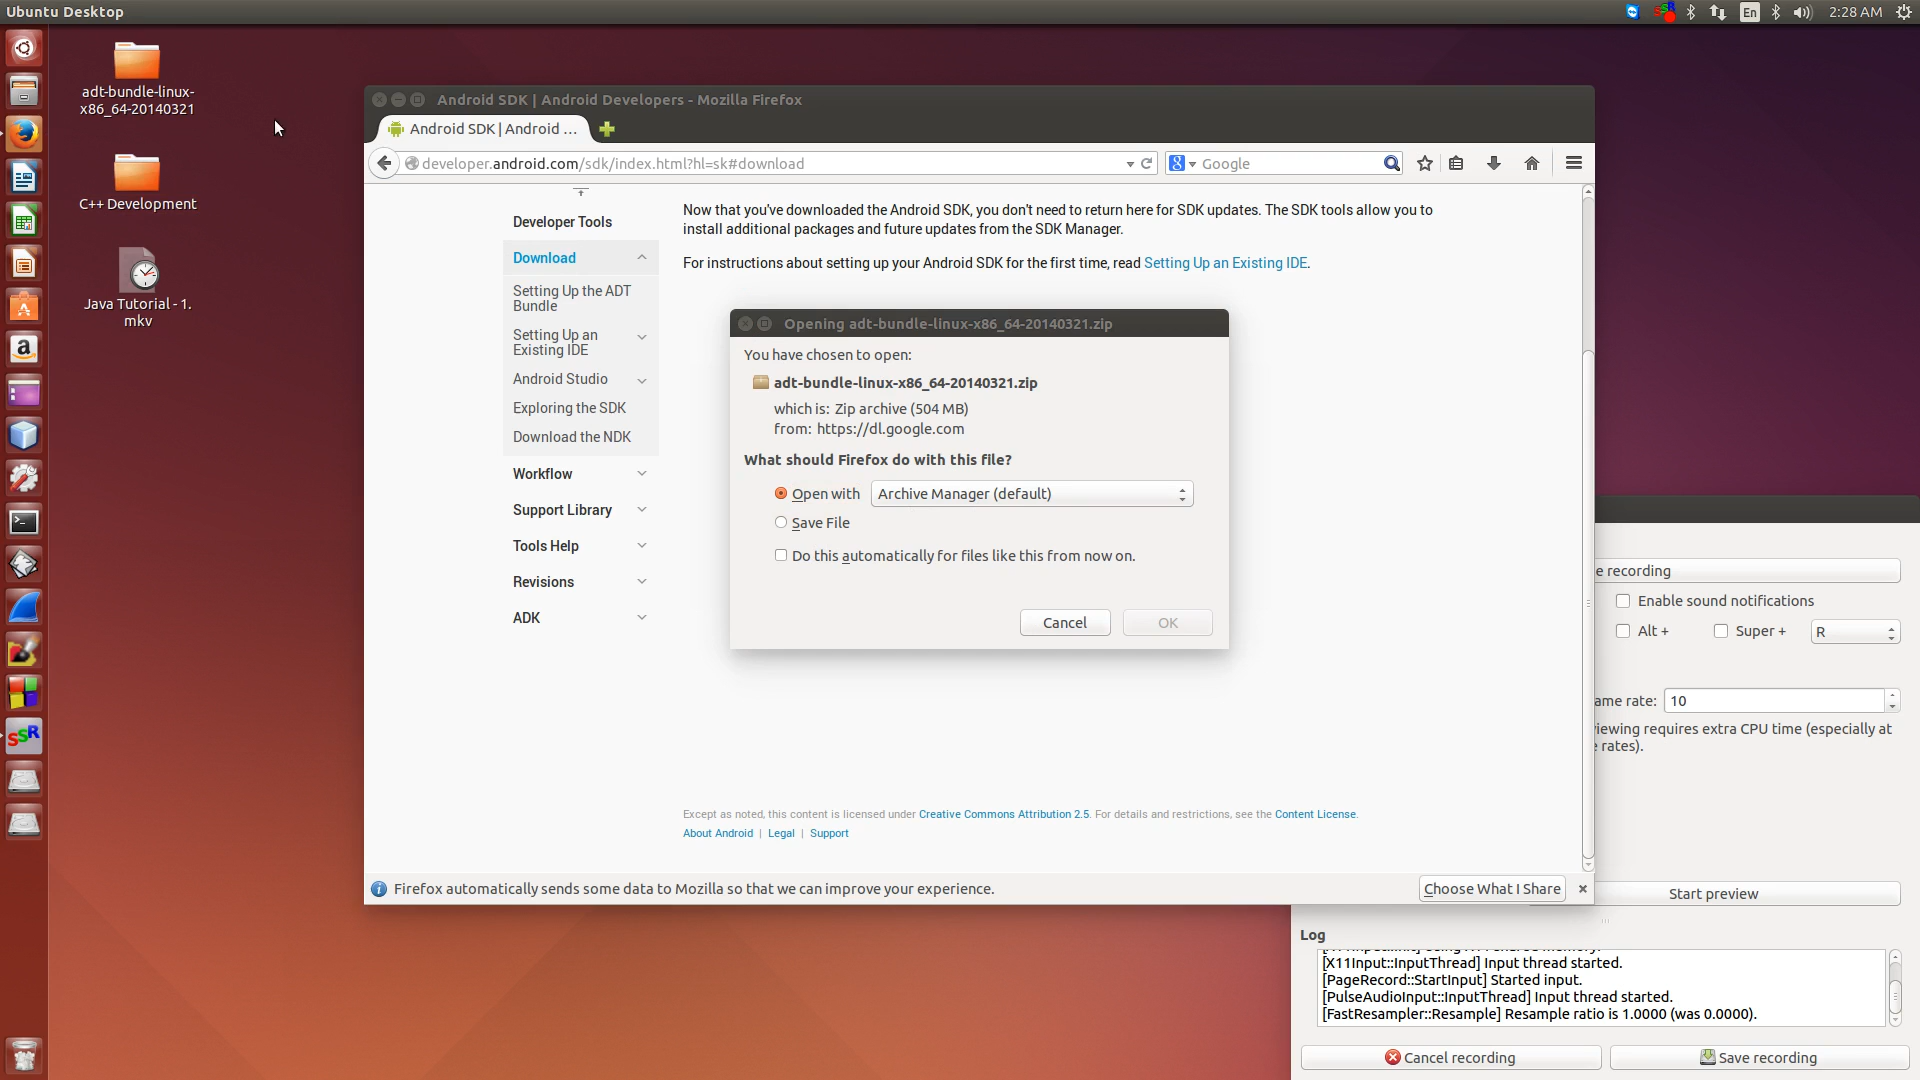 Ubuntu Desktop
En
2:28 AM
adt-bundle-linux-
x86_64-20140321
C++ Development
Java Tutorial - 1.
mkv
Android SDK | Android Developers - Mozilla Firefox
Android SDK | Android ...
developer.android.com/sdk/index.html?hl=sk#download
Google
Developer Tools
Download
Setting Up the ADT
Bundle
Setting Up an
Existing IDE
Android Studio
Exploring the SDK
Download the NDK
Workflow
Support Library
Tools Help
Revisions
ADK
Now that you've downloaded the Android SDK, you don't need to return here for SDK updates. The SDK tools allow you to
install additional packages and future updates from the SDK Manager.
For instructions about setting up your Android SDK for the first time, read Setting Up an Existing IDE.
Opening adt-bundle-linux-x86_64-20140321.zip
You have chosen to open:
adt-bundle-linux-x86_64-20140321.zip
which is: Zip archive (504 MB)
from: https://dl.google.com
What should Firefox do with this file?
Open with
Archive Manager (default)
Save File
Do this automatically for files like this from now on.
Cancel
OK
Except as noted, this content is licensed under Creative Commons Attribution 2.5. For details and restrictions, see the Content License.
About Android | Legal | Support
Firefox automatically sends some data to Mozilla so that we can improve your experience.
Choose What I Share
e recording
Enable sound notifications
Alt +
Super +
R
ame rate:
10
iewing requires extra CPU time (especially at
e rates).
Start preview
Log
[X11Input::InputThread] Input thread started.
[PageRecord::StartInput] Started input.
[PulseAudioInput::InputThread] Input thread started.
[FastResampler::Resample] Resample ratio is 1.0000 (was 0.0000).
Cancel recording
Save recording
SSR